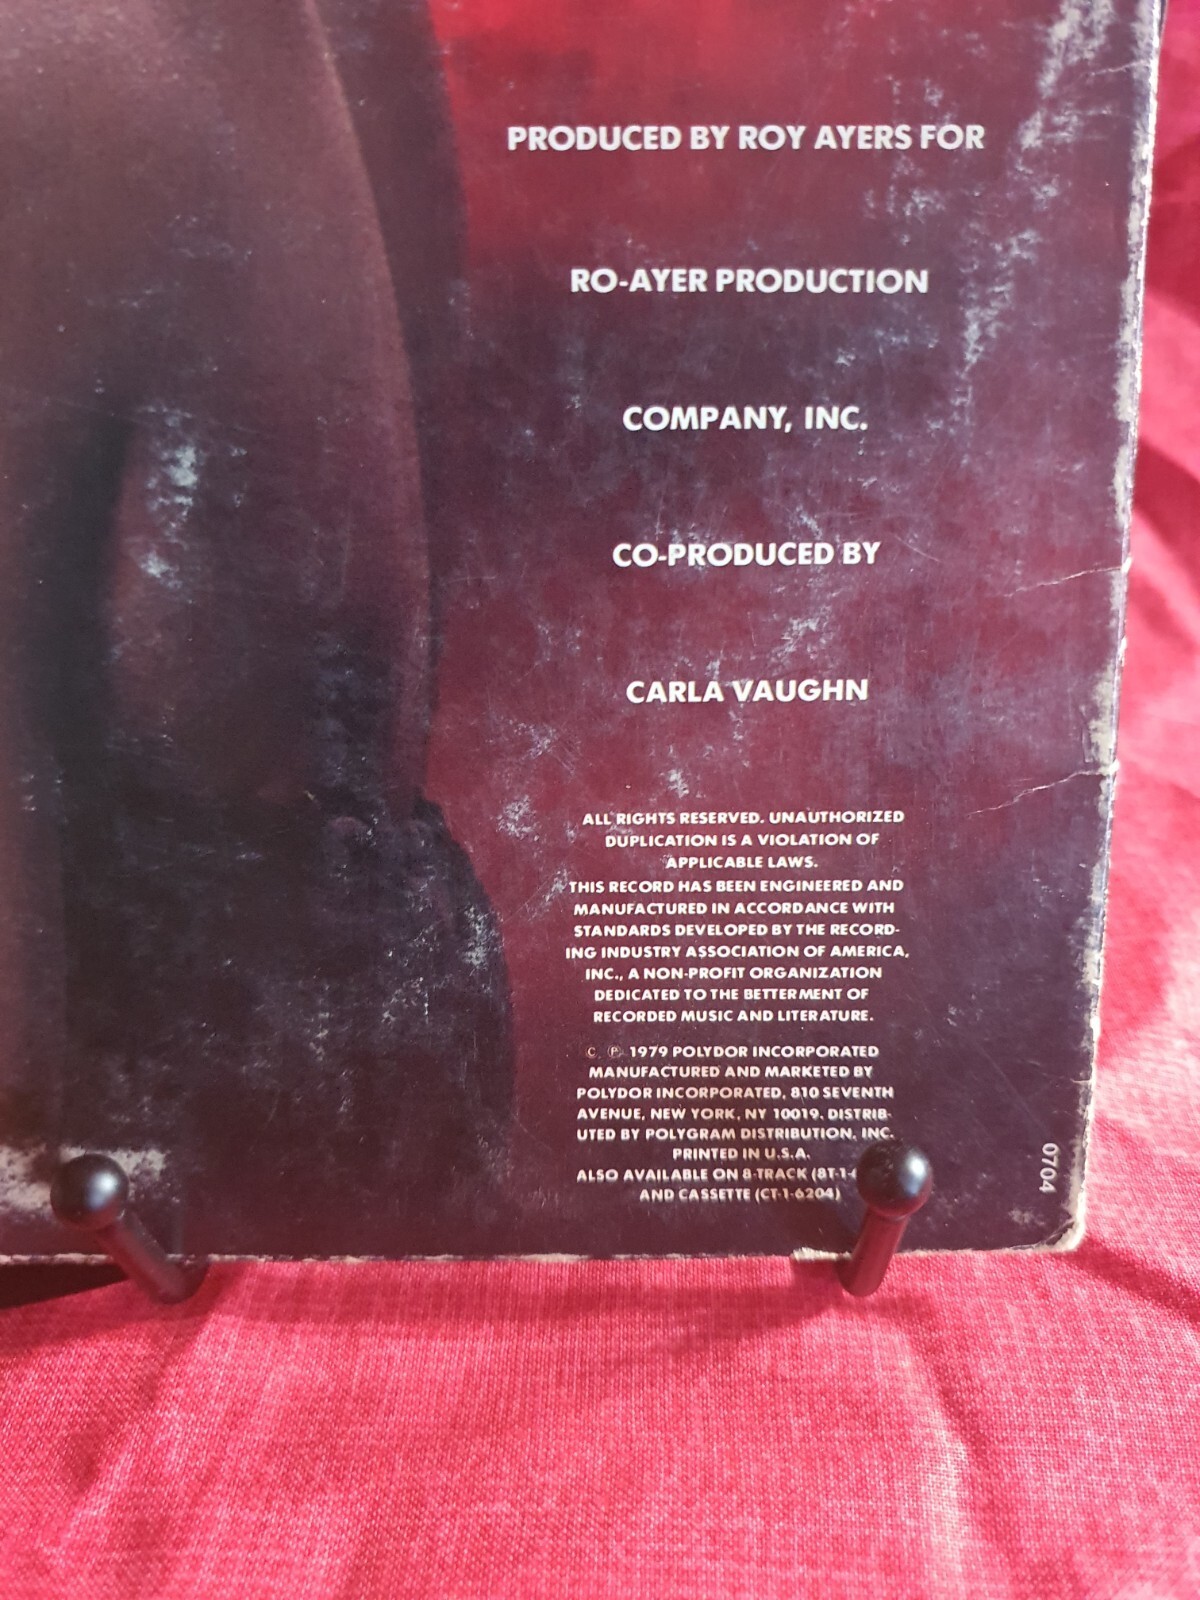 PRODUCED BY ROY AYERS FOR
RO-AYER PRODUCTION
COMPANY, INC.
CO-PRODUCED BY
CARLA VAUGHN
ALL RIGHTS RESERVED. UNAUTHORIZED
DUPLICATION IS A VIOLATION OF
APPLICABLE LAWS.
THIS RECORD HAS BEEN ENGINEERED AND
MANUFACTURED IN ACCORDANCE WITH
STANDARDS DEVELOPED BY THE RECORD-
ING INDUSTRY ASSOCIATION OF AMERICA,
INC., A NON-PROFIT ORGANIZATION
DEDICATED TO THE BETTERMENT OF
RECORDED MUSIC AND LITERATURE.
© ℗ 1979 POLYDOR INCORPORATED
MANUFACTURED AND MARKETED BY
POLYDOR INCORPORATED, 810 SEVENTH
AVENUE, NEW YORK, NY 10019. DISTRIB-
UTED BY POLYGRAM DISTRIBUTION, INC.
PRINTED IN U.S.A.
ALSO AVAILABLE ON 8-TRACK (8T-1-
AND CASSETTE (CT-1-6204)
0704